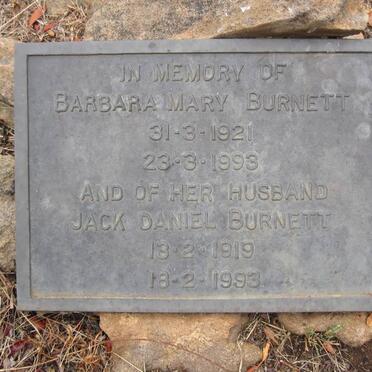 IN MEMORY OF
BARBARA MARY BURNETT
31-3-1921
23-3-1993
AND OF HER HUSBAND
JACK DANIEL BURNETT
13-2-1919
18-2-1993